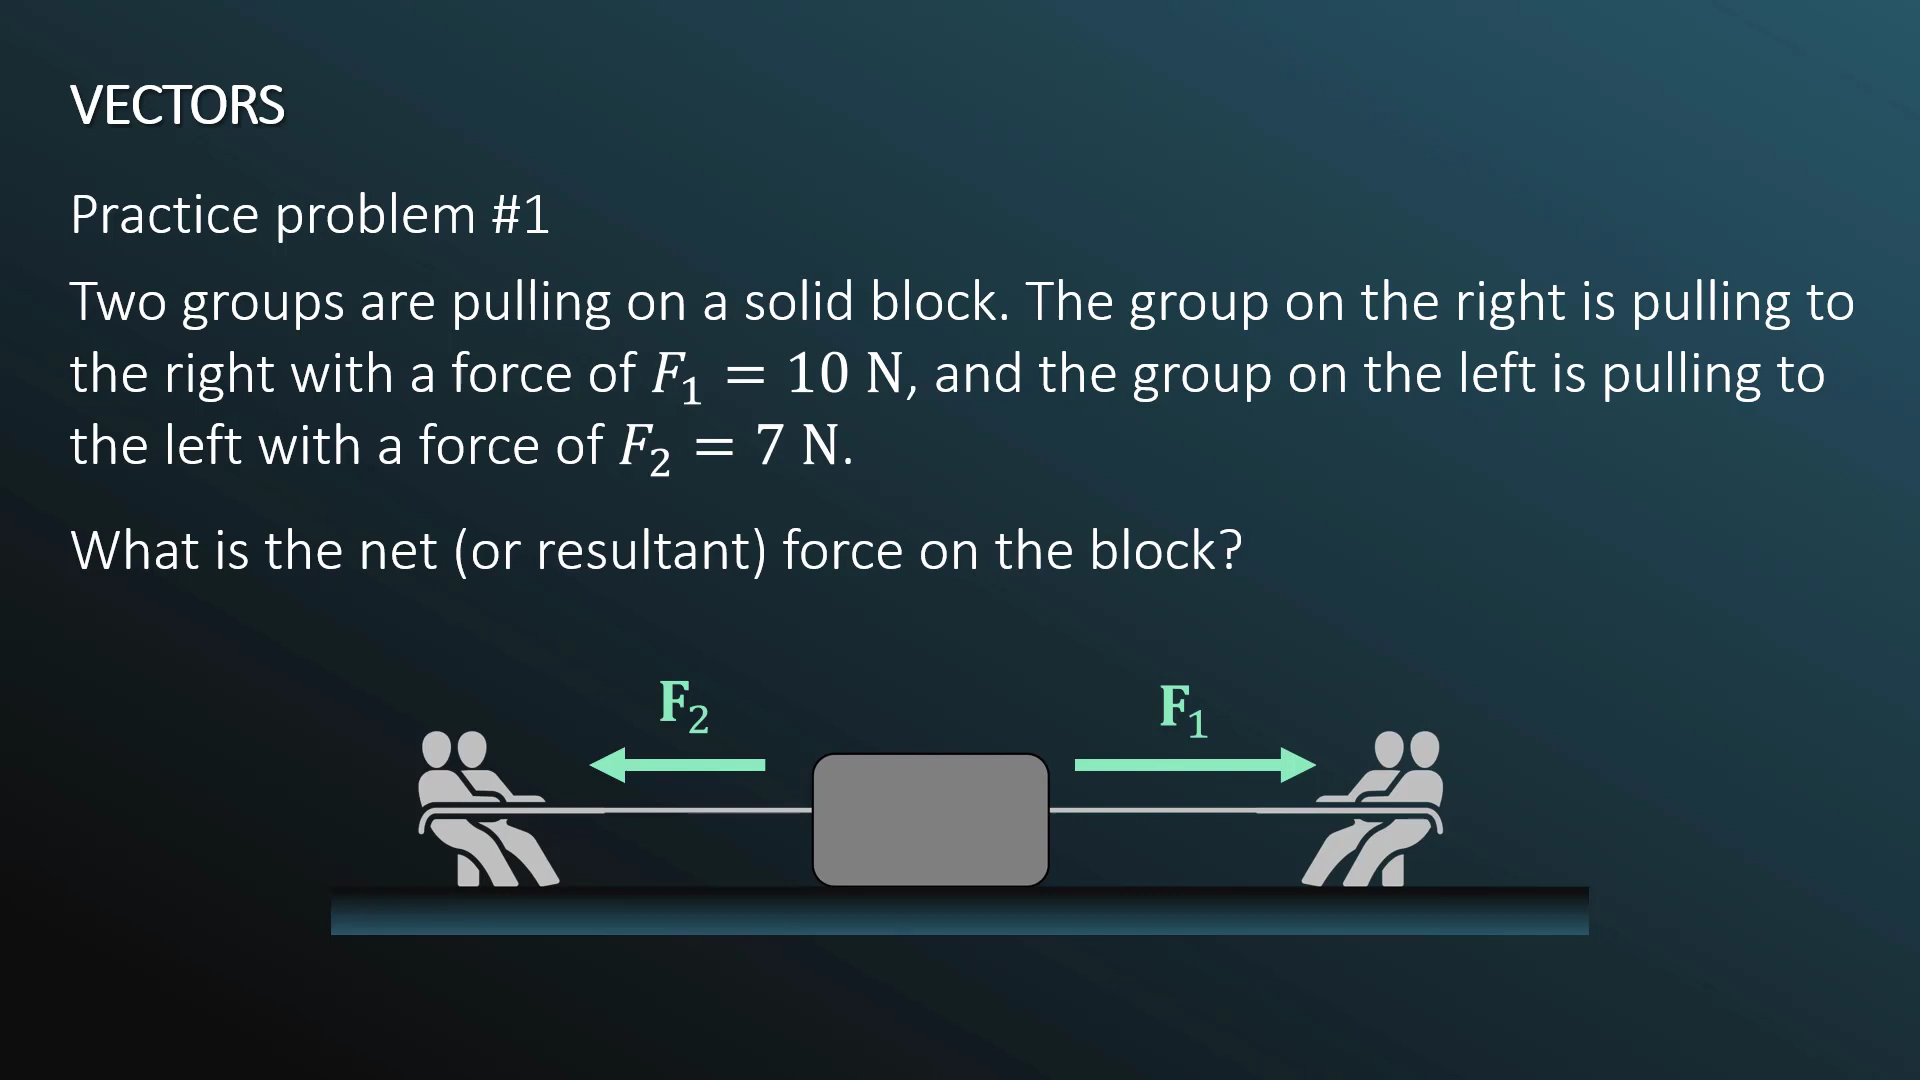 VECTORS
Practice problem #1
Two groups are pulling on a solid block. The group on the right is pulling to
the right with a force of F₁ = 10 N, and the group on the left is pulling to
the left with a force of F₂ = 7 N.
What is the net (or resultant) force on the block?
F₂
F₁